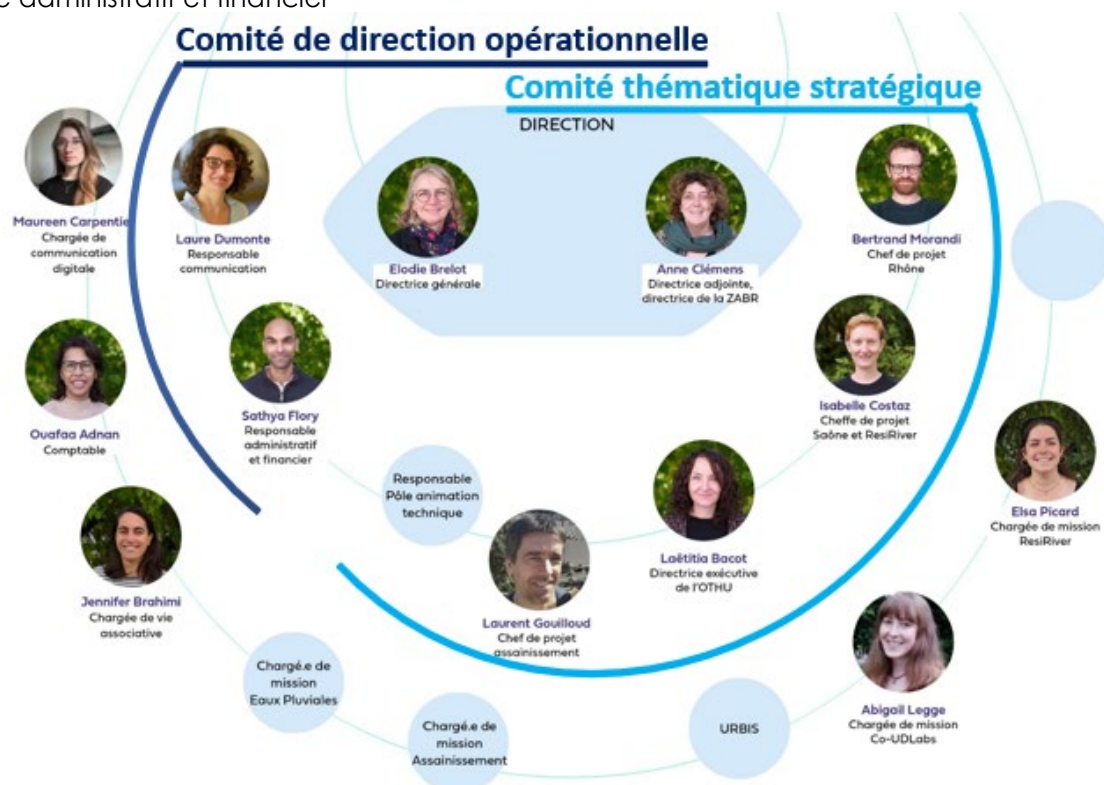 e administratif et financier
Comité de direction opérationnelle
Comité thématique stratégique
DIRECTION
Maureen Carpentie
Chargée de
communication
digitale
Laure Dumonte
Responsable
communication
Elodie Brelot
Directrice générale
Anne Clémens
Directrice adjointe,
directrice de la ZABR
Bertrand Morandi
Chef de projet
Rhône
Ouafaa Adnan
Comptable
Sathya Flory
Responsable
administratif
et financier
Isabelle Costaz
Cheffe de projet
Saône et ResiRiver
Responsable
Pôle animation
technique
Elsa Picard
Chargée de mission
ResiRiver
Laëtitia Bacot
Directrice exécutive
de l'OTHU
Jennifer Brahimi
Chargée de vie
associative
Laurent Gouilloud
Chef de projet
assainissement
Chargé.e de
mission
Eaux Pluviales
Chargé.e de
mission
Assainissement
URBIS
Abigail Legge
Chargée de mission
Co-UDLabs